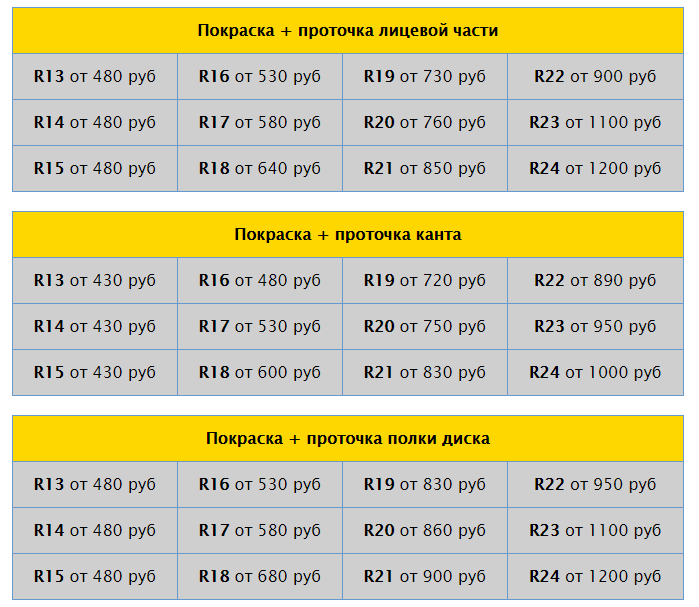 Покраска + проточка лицевой части
R13 от 480 руб R16 от 530 руб R19 от 730 руб R22 от 900 руб
R14 от 480 руб R17 от 580 руб R20 от 760 руб R23 от 1100 руб
R15 от 480 руб R18 от 640 руб R21 от 850 руб R24 от 1200 руб
Покраска + проточка канта
R13 от 430 руб R16 от 480 руб R19 от 720 руб R22 от 890 руб
R14 от 430 руб R17 от 530 руб R20 от 750 руб R23 от 950 руб
R15 от 430 руб R18 от 600 руб R21 от 830 руб R24 от 1000 руб
Покраска + проточка полки диска
R13 от 480 руб R16 от 530 руб R19 от 830 руб R22 от 950 руб
R14 от 480 руб R17 от 580 руб R20 от 860 руб R23 от 1100 руб
R15 от 480 руб R18 от 680 руб R21 от 900 руб R24 от 1200 руб